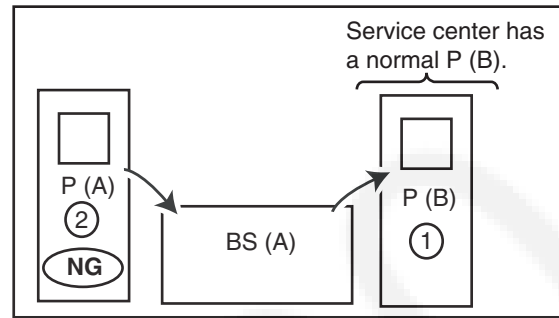 Service center has
a normal P (B).
P (A)
2
NG
BS (A)
P (B)
1